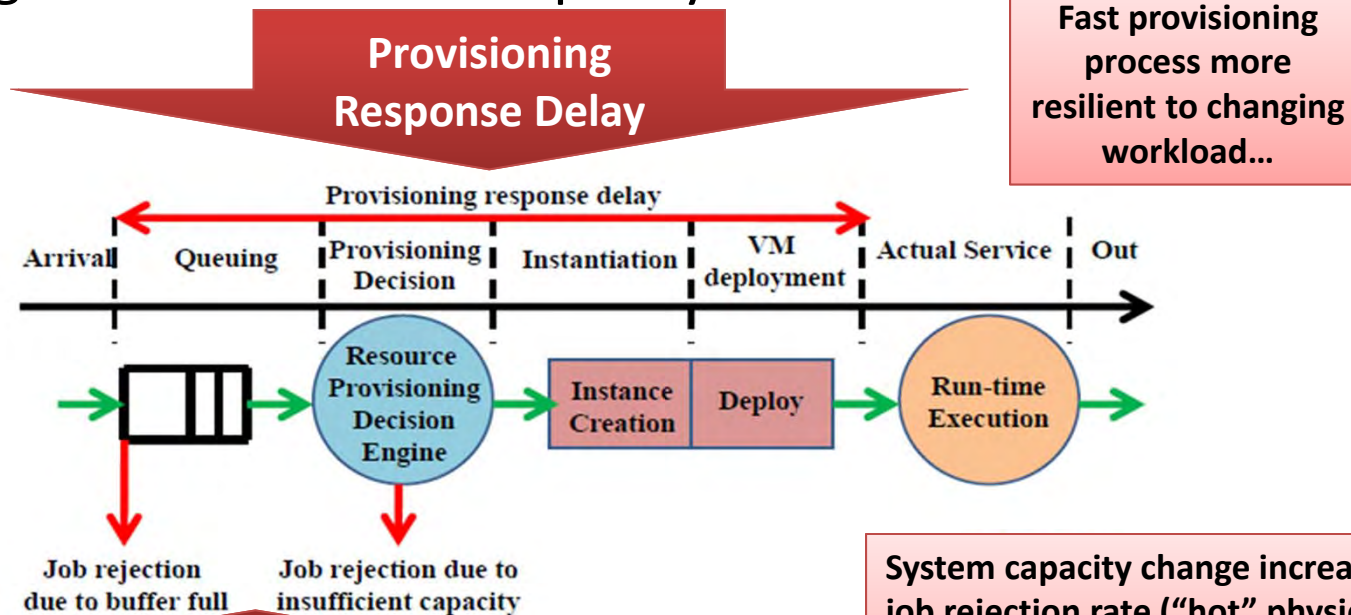 Provisioning
Response Delay
Fast provisioning
process more
resilient to changing
workload…
Provisioning response delay
Arrival
Queuing
Provisioning
Decision
Instantiation
VM
deployment
Actual Service
Out
Resource
Provisioning
Decision
Engine
Instance
Creation
Deploy
Run-time
Execution
Job rejection
due to buffer full
Job rejection due to
insufficient capacity
System capacity change increa
job rejection rate ("hot" physic